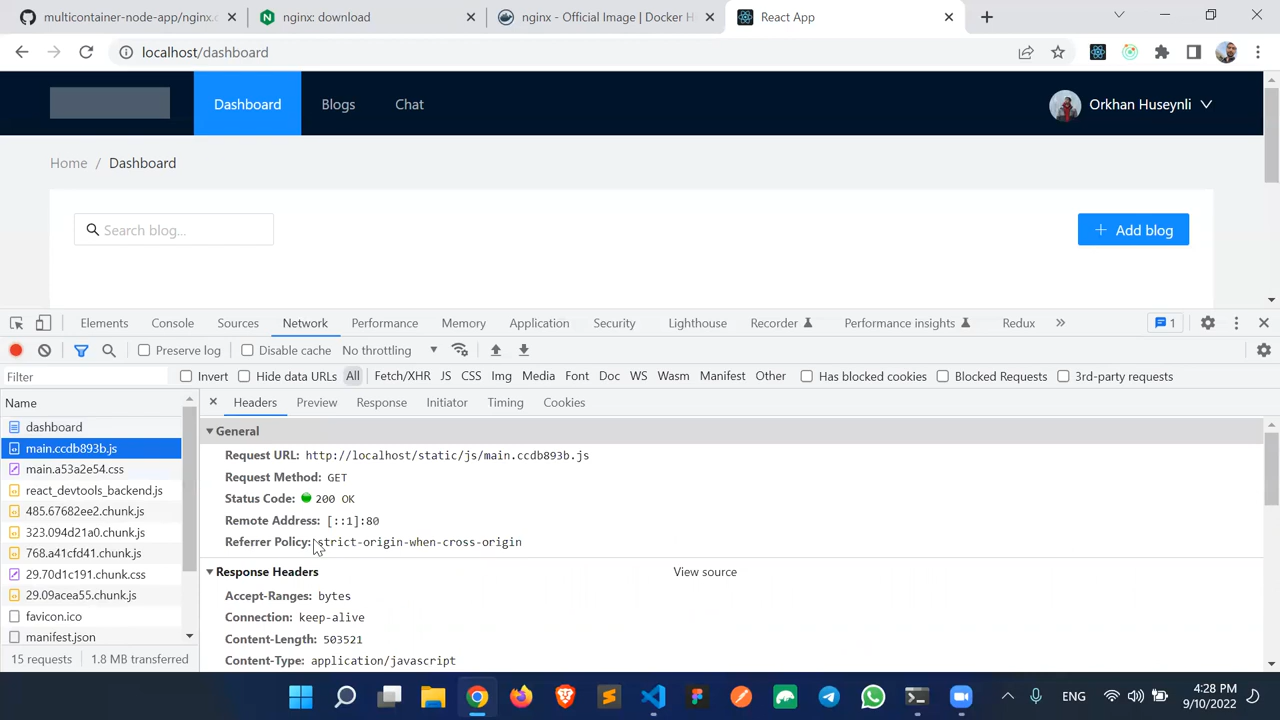 multicontainer-node-app/nginx.c
nginx: download
nginx - Official Image | Docker H
React App
localhost/dashboard
Dashboard
Blogs
Chat
Orkhan Huseynli
Home / Dashboard
Search blog...
+ Add blog
Elements
Console
Sources
Network
Performance
Memory
Application
Security
Lighthouse
Recorder
Performance insights
Redux
»
1
Preserve log
Disable cache
No throttling
Filter
Invert
Hide data URLs
All
Fetch/XHR
JS
CSS
Img
Media
Font
Doc
WS
Wasm
Manifest
Other
Has blocked cookies
Blocked Requests
3rd-party requests
Name
Headers
Preview
Response
Initiator
Timing
Cookies
dashboard
main.ccdb893b.js
main.a53a2e54.css
react_devtools_backend.js
485.67682ee2.chunk.js
323.094d21a0.chunk.js
768.a41cfd41.chunk.js
29.70d1c191.chunk.css
29.09acea55.chunk.js
favicon.ico
manifest.json
15 requests
1.8 MB transferred
General
Request URL: http://localhost/static/js/main.ccdb893b.js
Request Method: GET
Status Code: 200 OK
Remote Address: [::1]:80
Referrer Policy: strict-origin-when-cross-origin
Response Headers
View source
Accept-Ranges: bytes
Connection: keep-alive
Content-Length: 503521
Content-Type: application/javascript
ENG
4:28 PM
9/10/2022